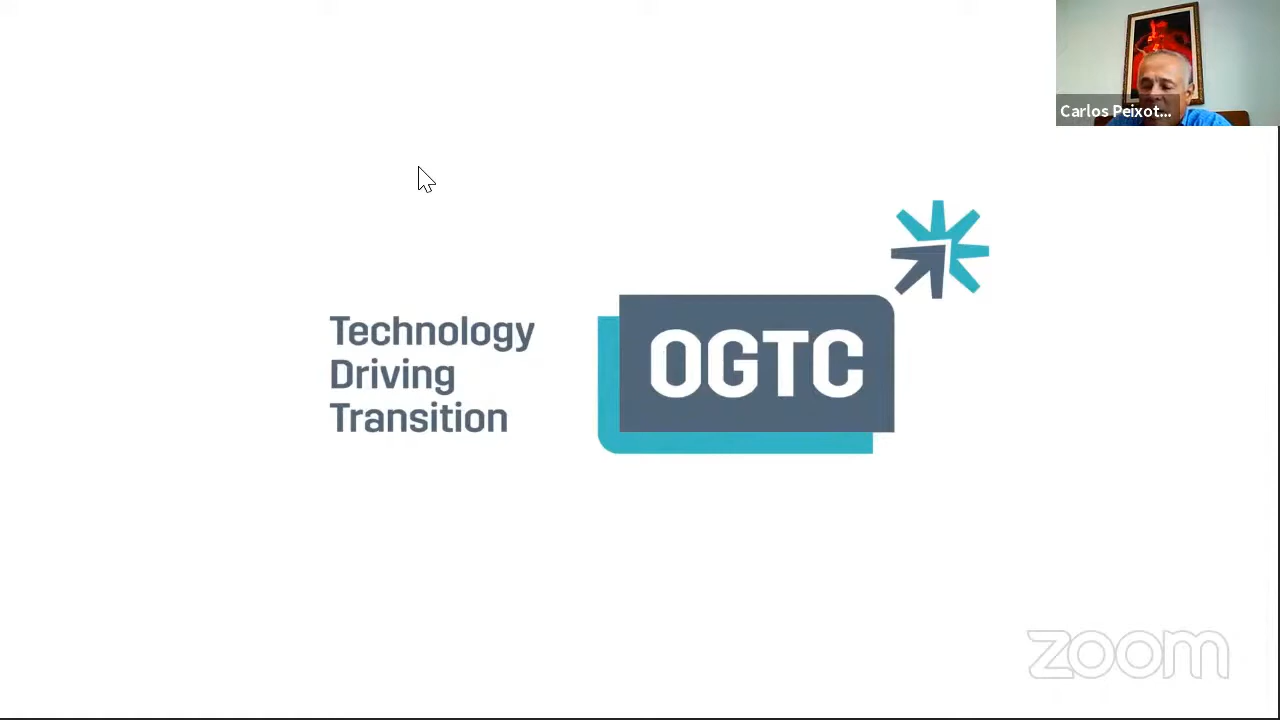 Carlos Peixot...
Technology
Driving
Transition
OGTC
zoom